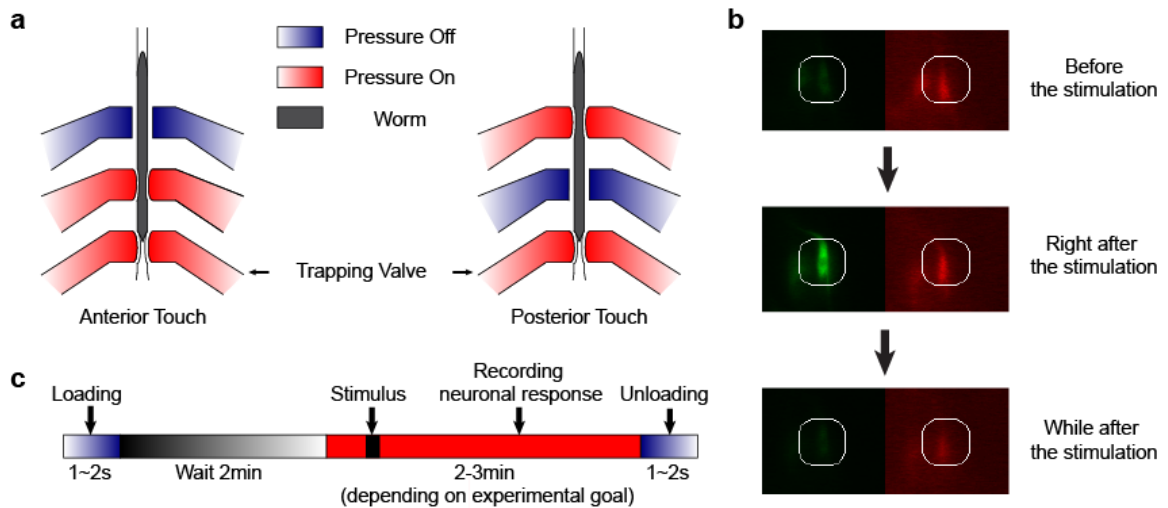 a
Pressure Off
Pressure On
Worm
Trapping Valve
Anterior Touch
Posterior Touch
b
Before
the stimulation
Right after
the stimulation
While after
the stimulation
c
Loading
Stimulus
Recording
neuronal response
Unloading
1~2s
Wait 2min
2-3min
(depending on experimental goal)
1~2s